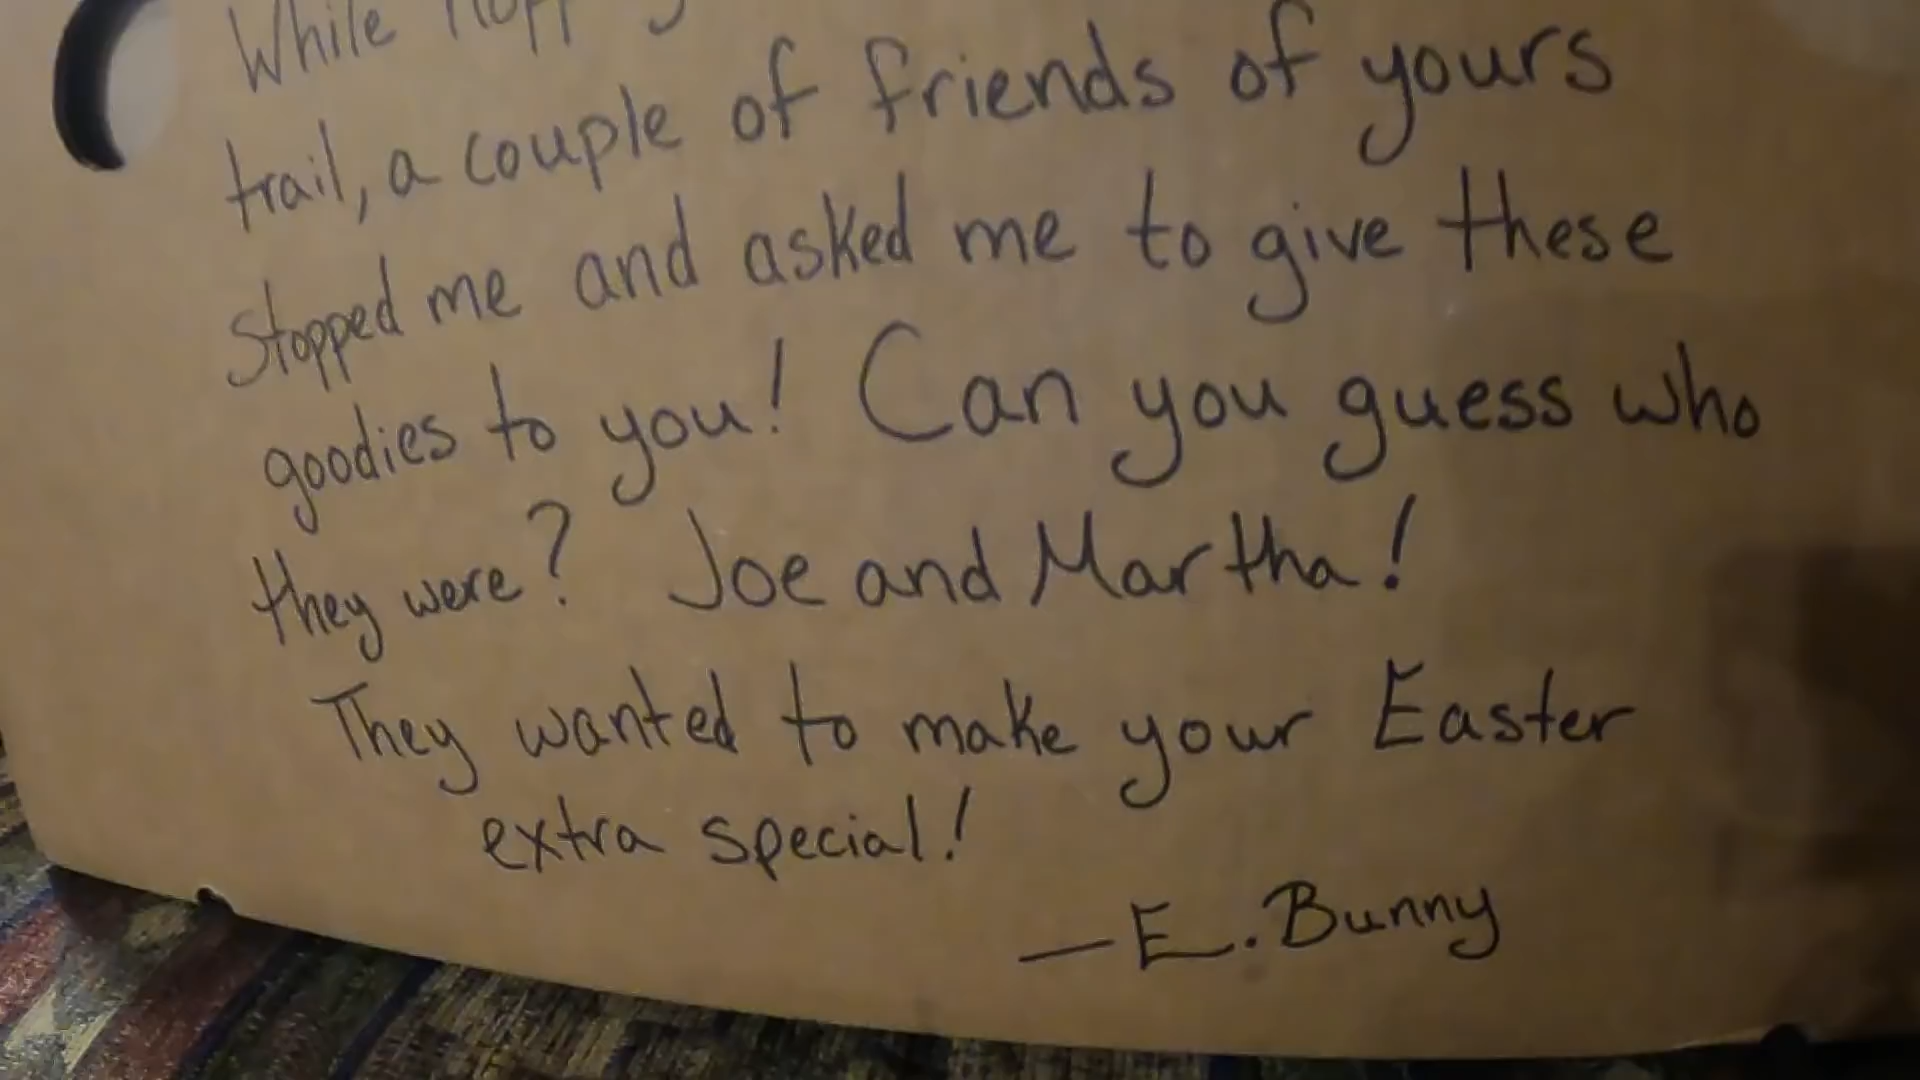 While
trail, a couple of friends of yours
stopped me and asked me to give these
goodies to you! Can you guess who
they were? Joe and Martha!
They wanted to make your Easter
extra special!
—E. Bunny